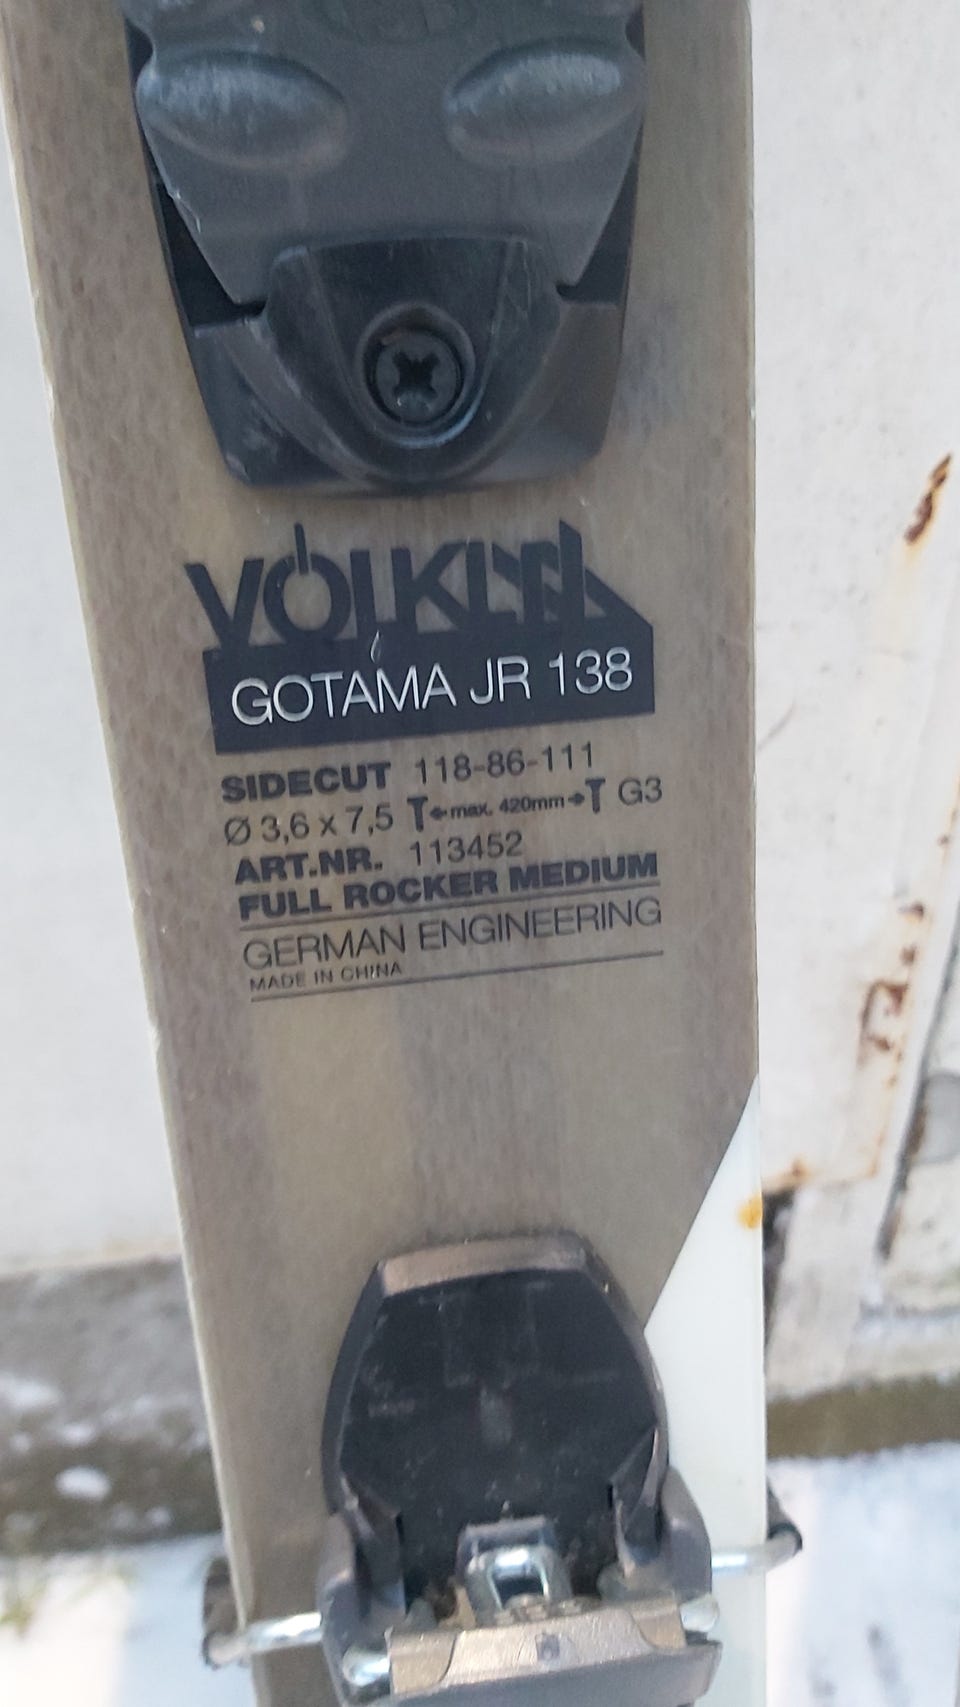 VÖLKL
GOTAMA JR 138
SIDECUT 118-86-111
Ø 3,6 x 7,5 ←max. 420mm→ G3
ART.NR. 113452
FULL ROCKER MEDIUM
GERMAN ENGINEERING
MADE IN CHINA